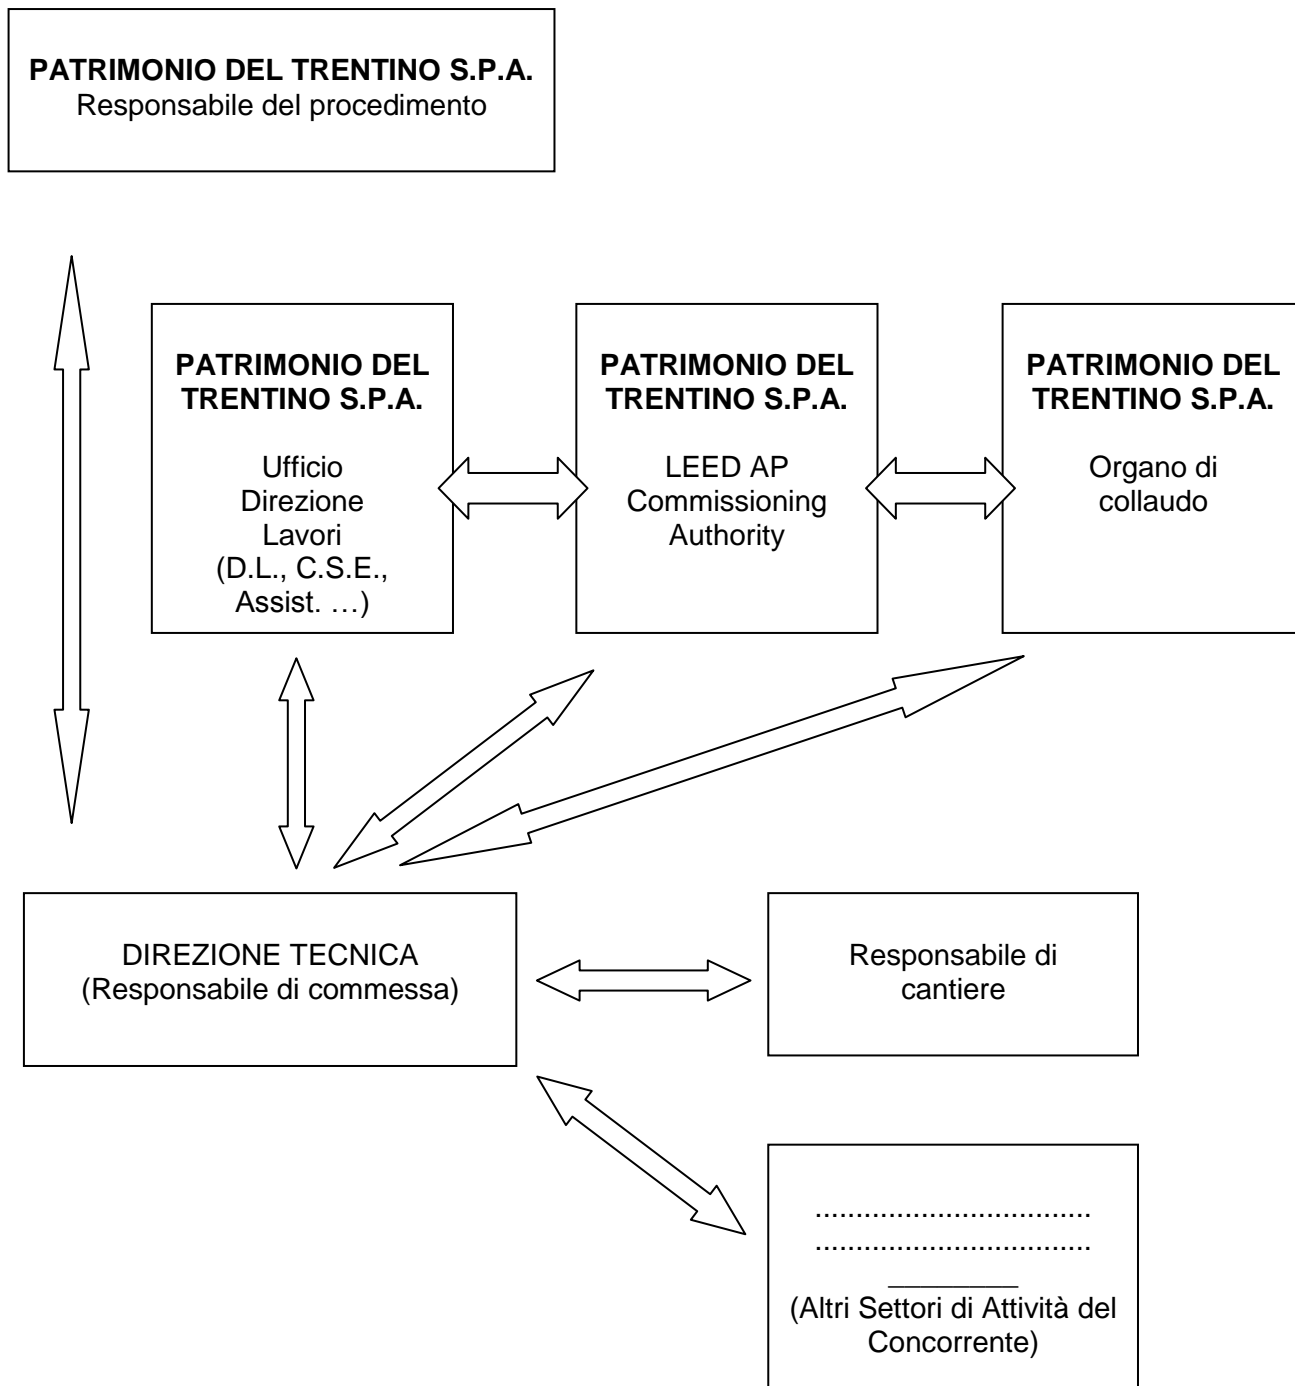 PATRIMONIO DEL TRENTINO S.P.A.
Responsabile del procedimento
PATRIMONIO DEL
TRENTINO S.P.A.
Ufficio
Direzione
Lavori
(D.L., C.S.E.,
Assist. …)
PATRIMONIO DEL
TRENTINO S.P.A.
LEED AP
Commissioning
Authority
PATRIMONIO DEL
TRENTINO S.P.A.
Organo di
collaudo
DIREZIONE TECNICA
(Responsabile di commessa)
Responsabile di
cantiere
..................................
..................................
________
(Altri Settori di Attività del
Concorrente)